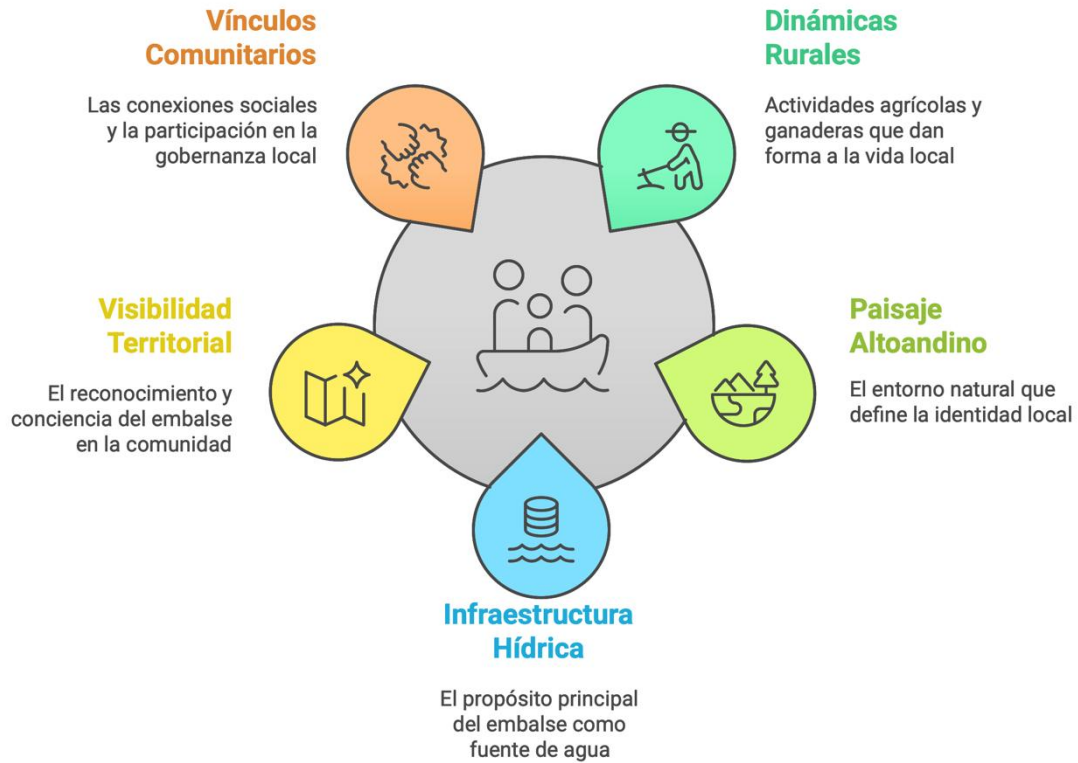 Vínculos
Comunitarios
Las conexiones sociales
y la participación en la
gobernanza local
Dinámicas
Rurales
Actividades agrícolas y
ganaderas que dan
forma a la vida local
Visibilidad
Territorial
El reconocimiento y
conciencia del embalse
en la comunidad
Paisaje
Altoandino
El entorno natural que
define la identidad local
Infraestructura
Hídrica
El propósito principal
del embalse como
fuente de agua